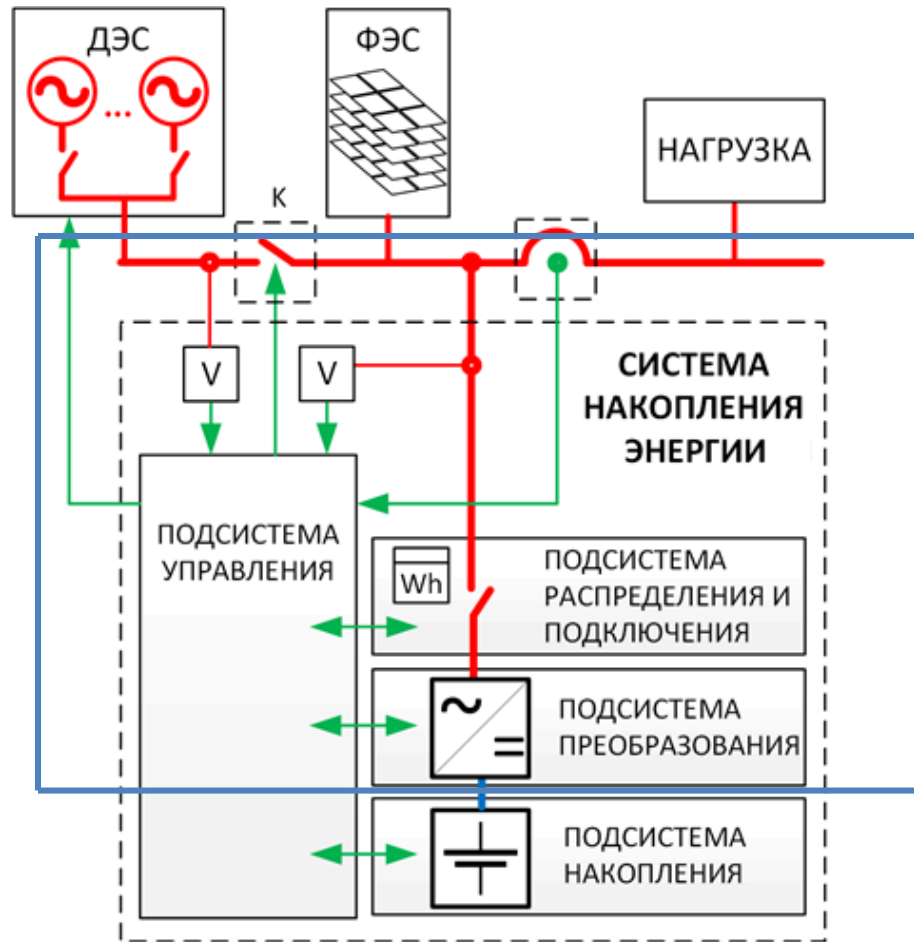 ДЭС
ФЭС
НАГРУЗКА
...
K
V
V
СИСТЕМА
НАКОПЛЕНИЯ
ЭНЕРГИИ
ПОДСИСТЕМА
УПРАВЛЕНИЯ
Wh
ПОДСИСТЕМА
РАСПРЕДЕЛЕНИЯ И
ПОДКЛЮЧЕНИЯ
ПОДСИСТЕМА
ПРЕОБРАЗОВАНИЯ
ПОДСИСТЕМА
НАКОПЛЕНИЯ